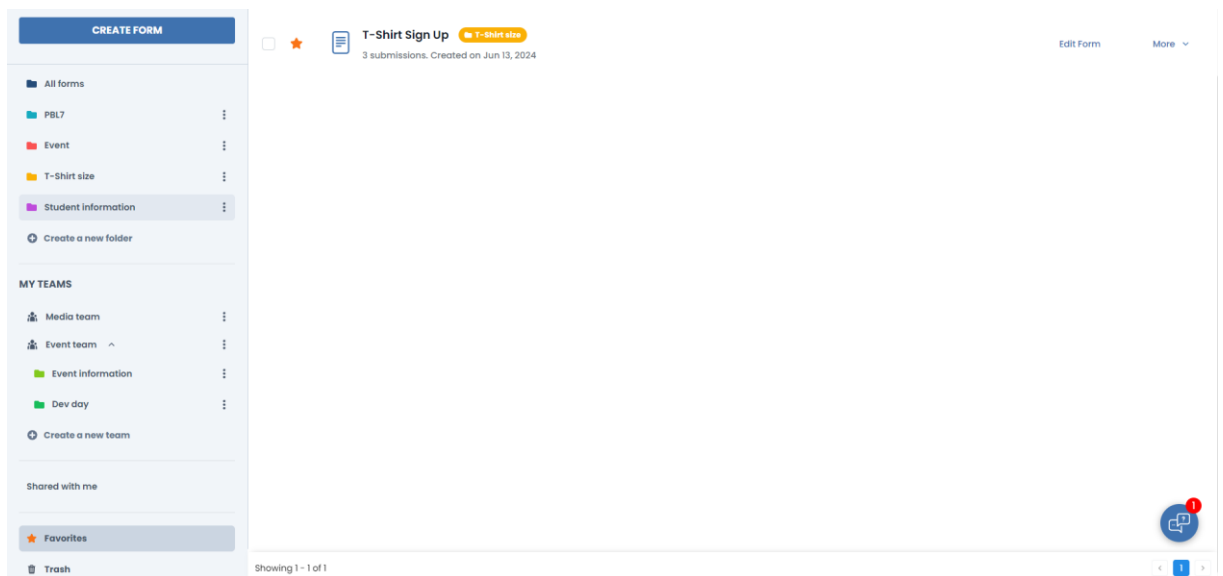 CREATE FORM
All forms
PBL7
Event
T-Shirt size
Student information
Create a new folder
MY TEAMS
Media team
Event team
Event information
Dev day
Create a new team
Shared with me
Favorites
Trash
T-Shirt Sign Up T-Shirt size
3 submissions. Created on Jun 13, 2024
Edit Form More
1
Showing 1 - 1 of 1
1